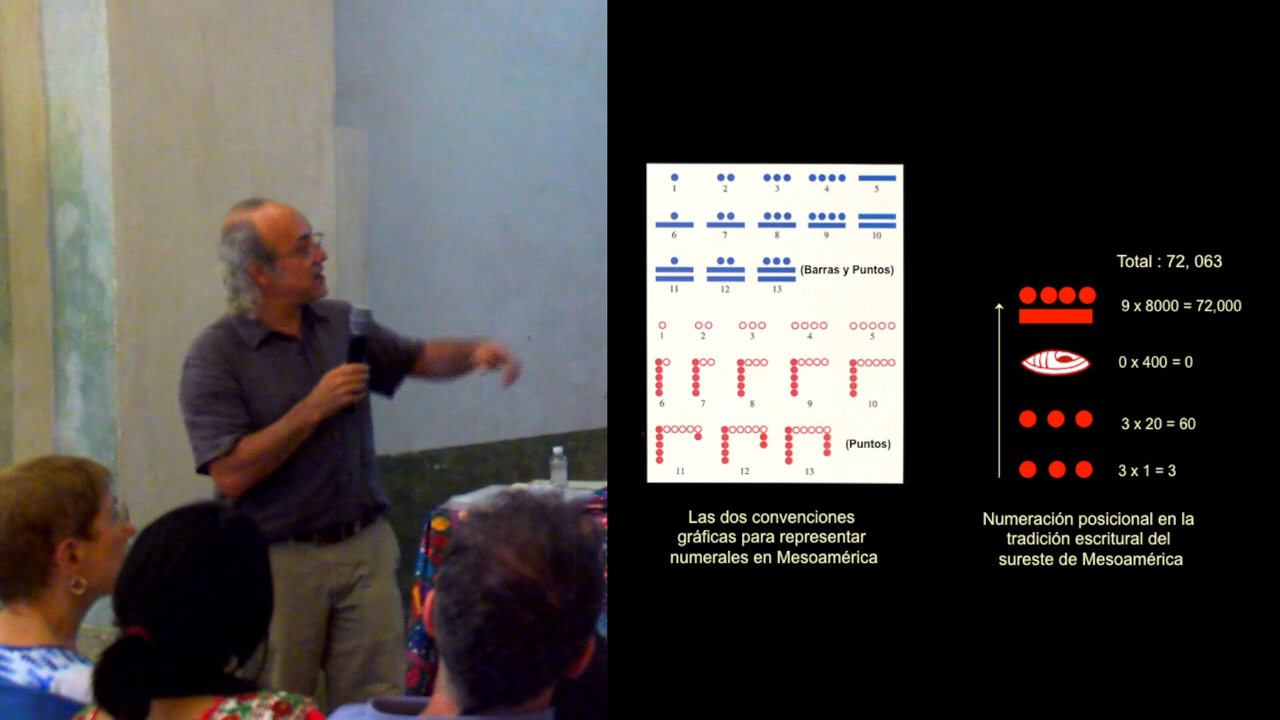 1 2 3 4 5
6 7 8 9 10
11 12 13 (Barras y Puntos)
1 2 3 4 5
6 7 8 9 10
11 12 13 (Puntos)
Las dos convenciones
gráficas para representar
numerales en Mesoamérica
Total : 72, 063
9 x 8000 = 72,000
0 x 400 = 0
3 x 20 = 60
3 x 1 = 3
Numeración posicional en la
tradición escritural del
sureste de Mesoamérica